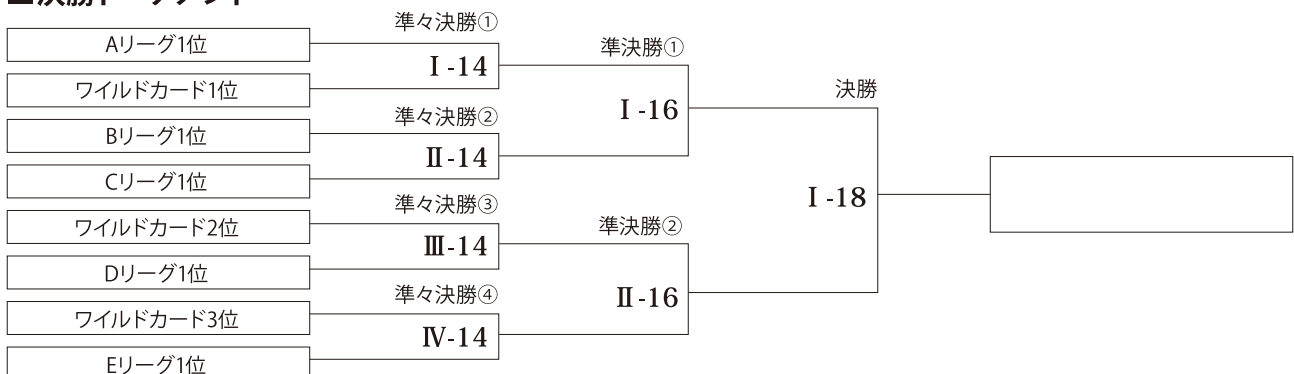 準々決勝①
Aリーグ1位
Ⅰ-14
ワイルドカード1位
準決勝①
Ⅰ-16
準々決勝②
Bリーグ1位
Ⅱ-14
Cリーグ1位
決勝
Ⅰ-18
準々決勝③
ワイルドカード2位
Ⅲ-14
Dリーグ1位
準決勝②
Ⅱ-16
準々決勝④
ワイルドカード3位
Ⅳ-14
Eリーグ1位